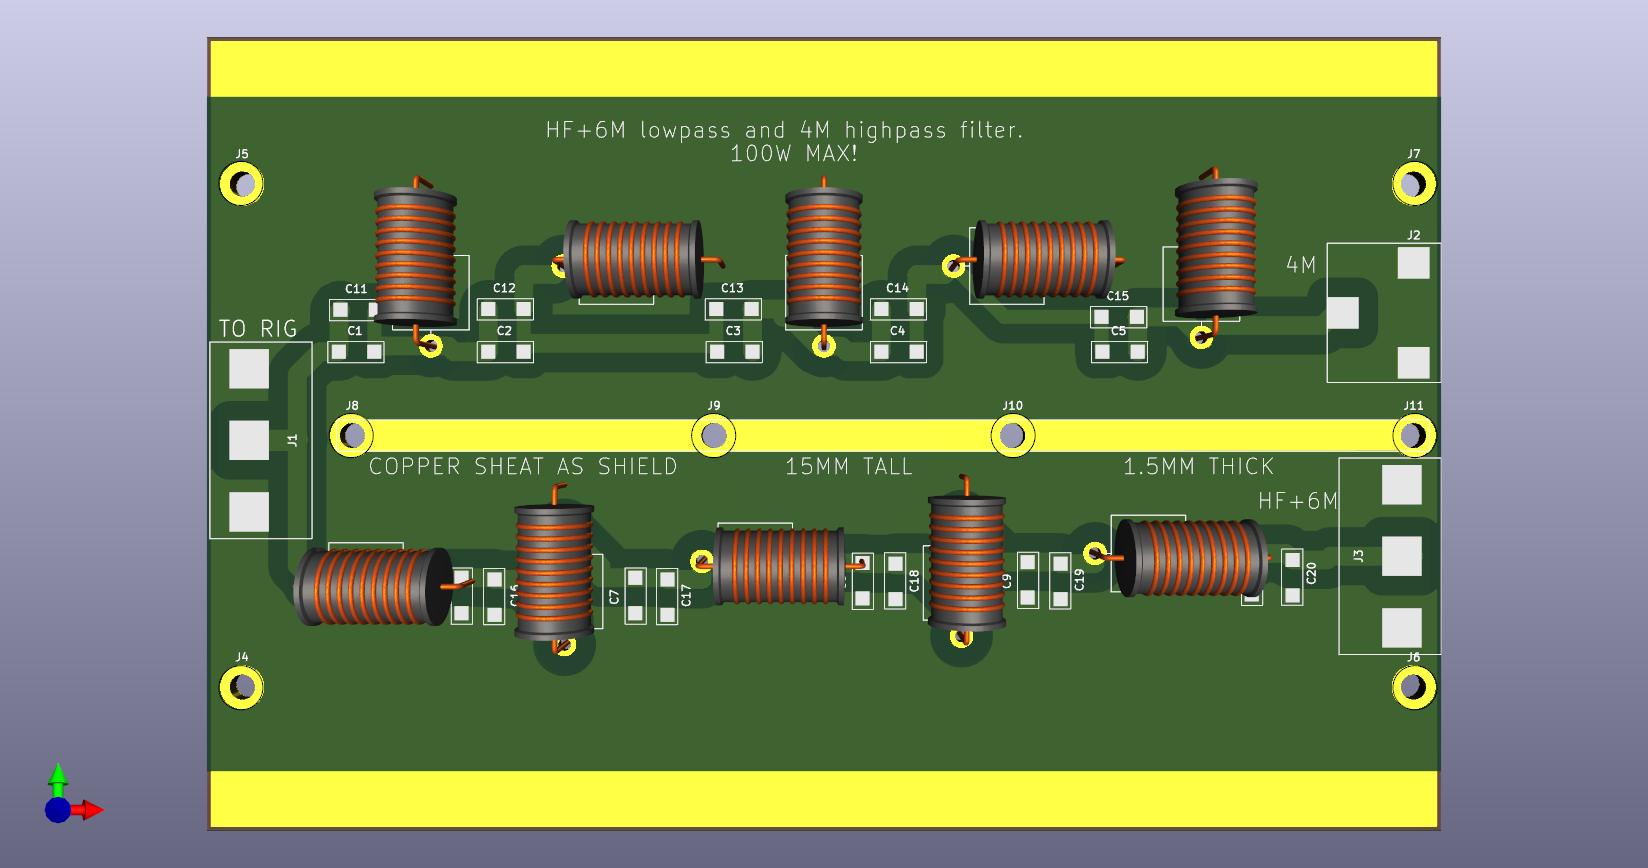 HF+6M lowpass and 4M highpass filter.
100W MAX!
J5
J7
J2
4M
C11
C12
C13
C14
C15
TO RIG
C1
C2
C3
C4
C5
J8
J9
J10
J11
J1
COPPER SHEAT AS SHIELD
15MM TALL
1.5MM THICK
HF+6M
J3
C7
C17
C18
C19
C20
J4
J6